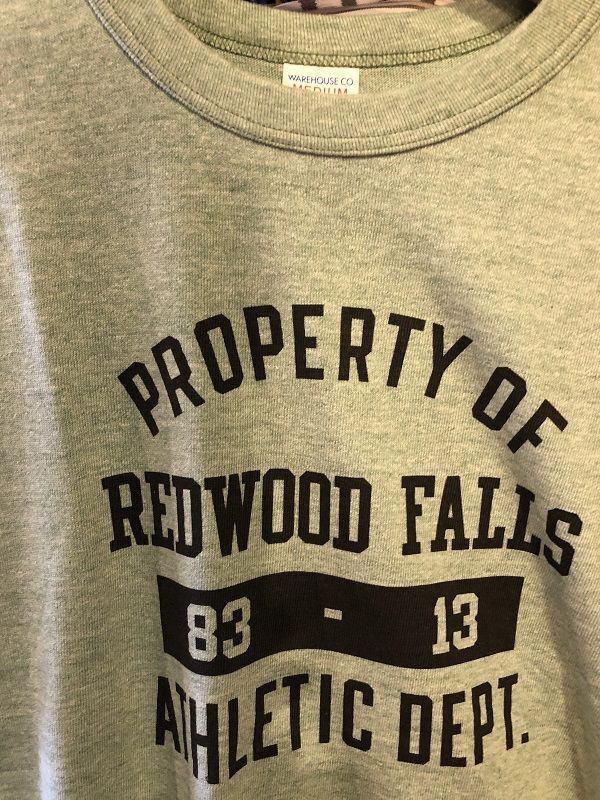 WAREHOUSE CO.
MEDIUM
PROPERTY OF
REDWOOD FALLS
83 - 13
ATHLETIC DEPT.